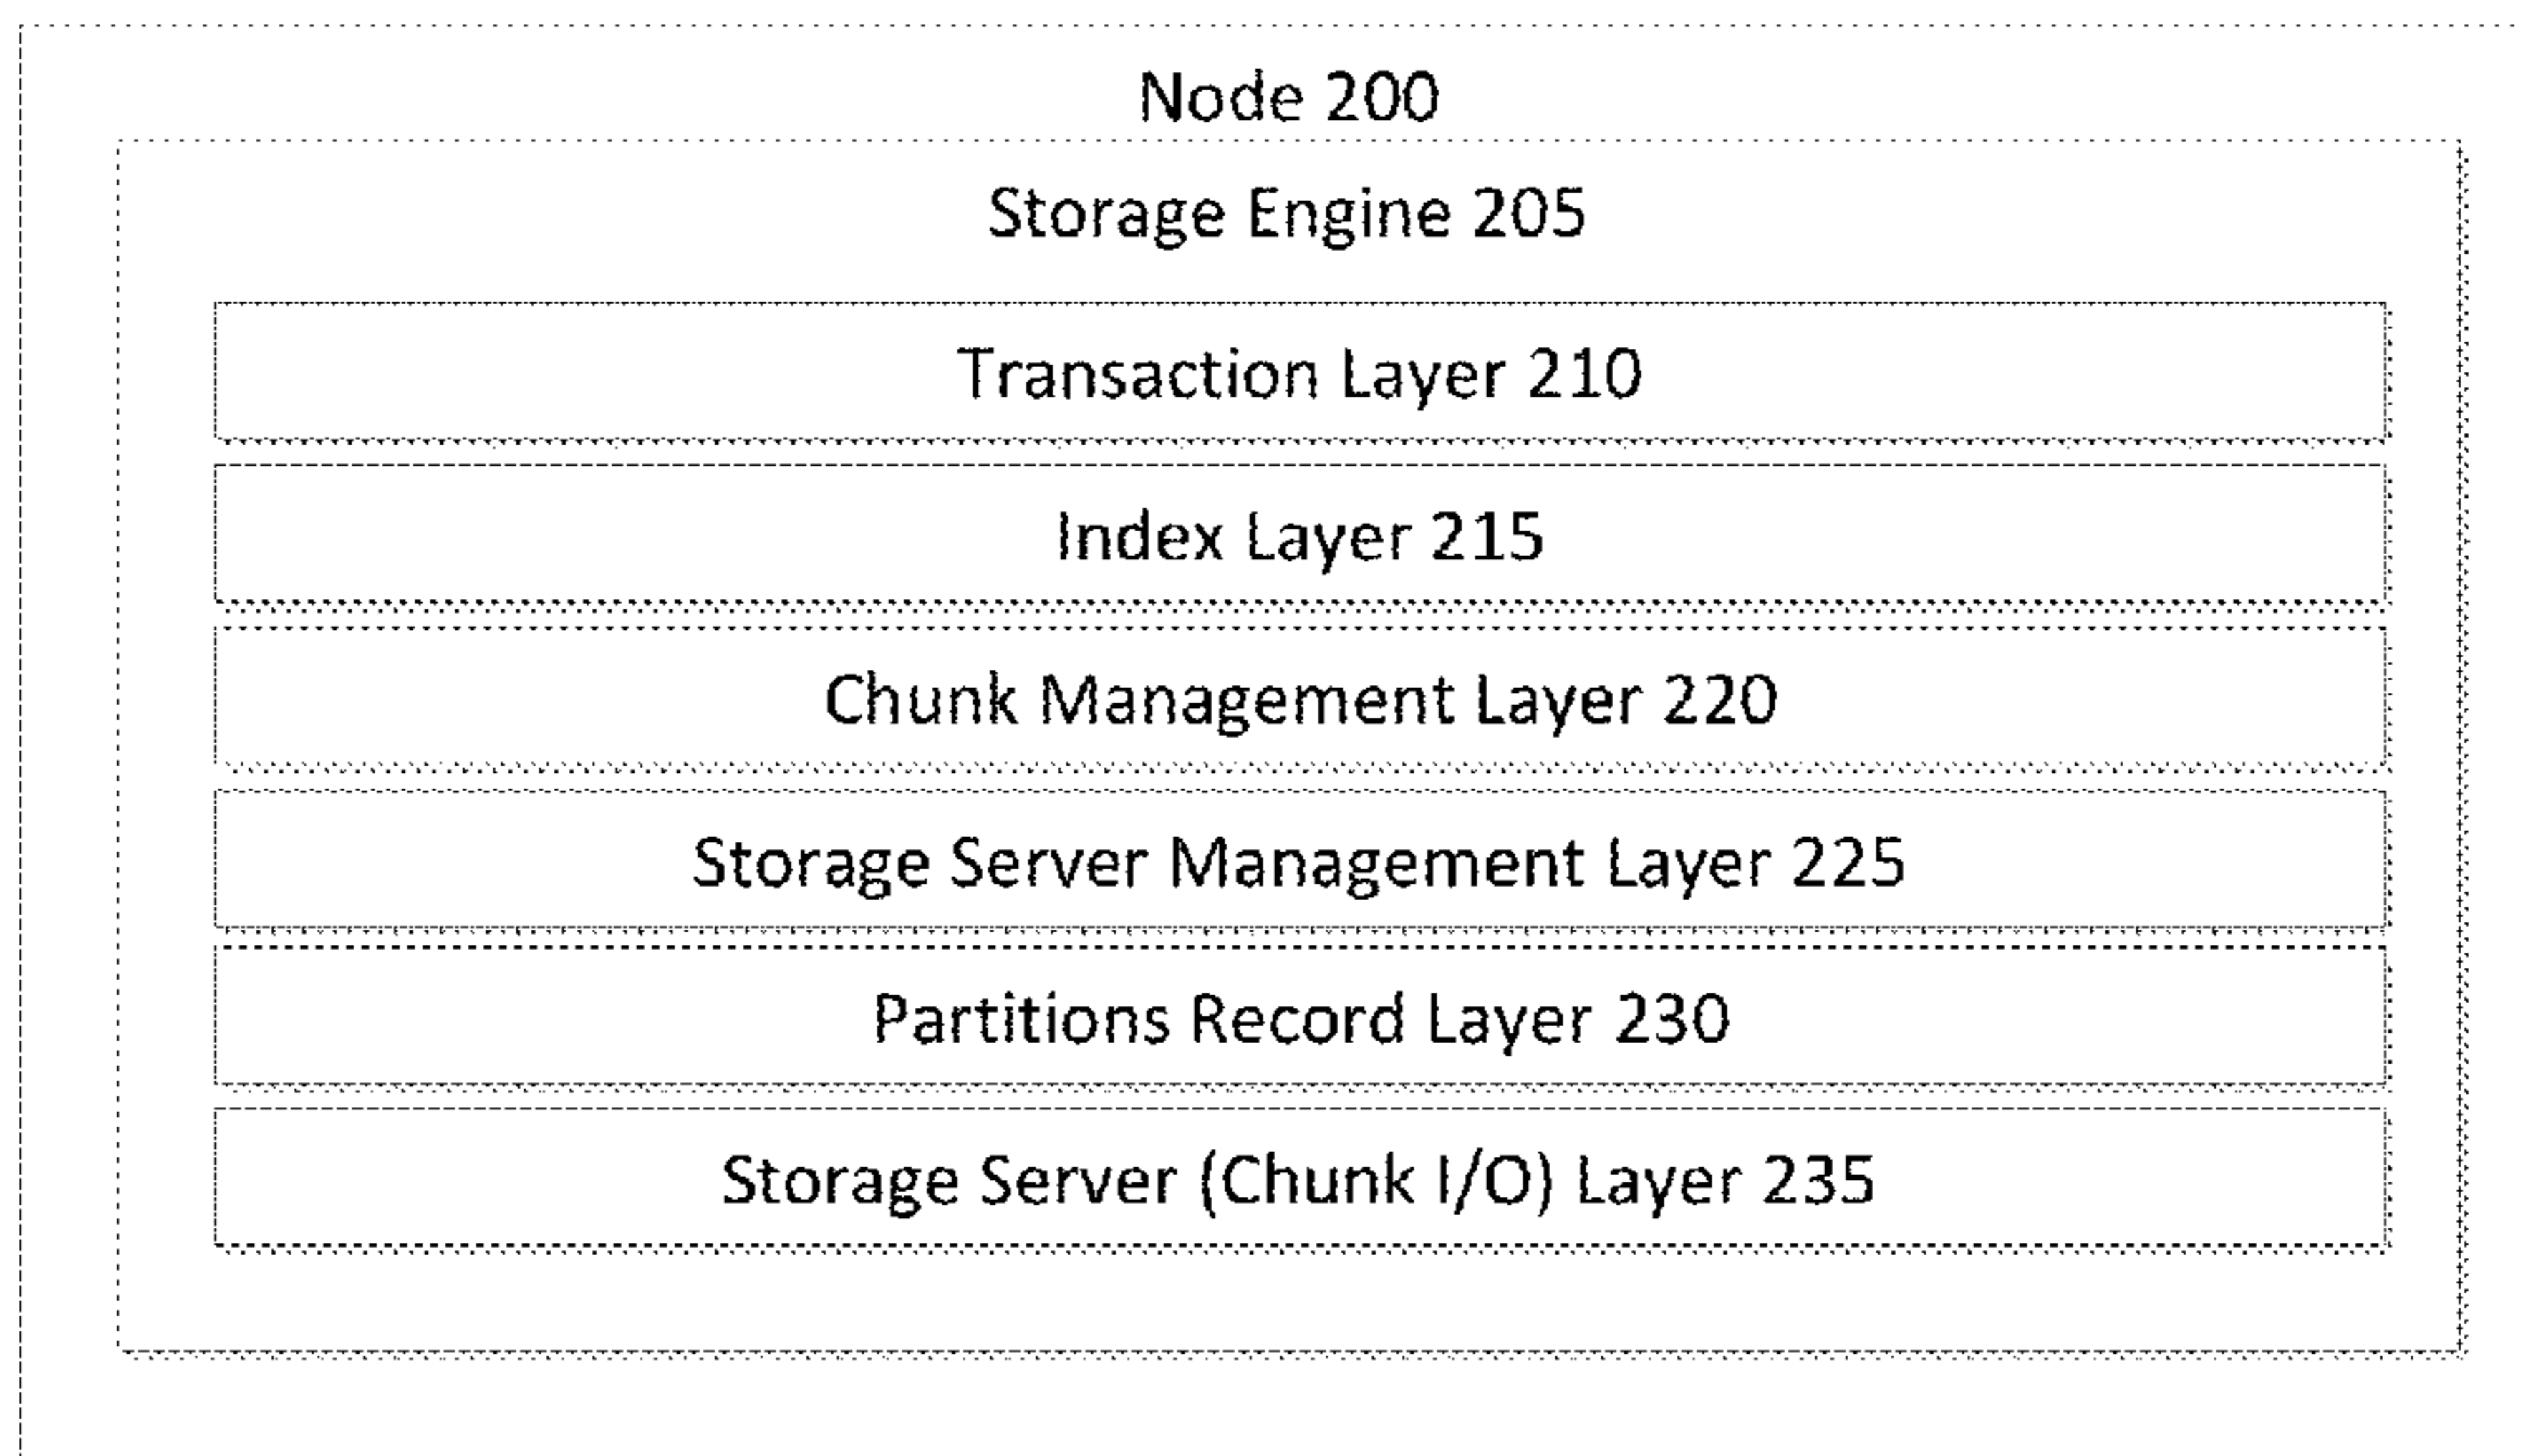 Node 200
Storage Engine 205
Transaction Layer 210
Index Layer 215
Chunk Management Layer 220
Storage Server Management Layer 225
Partitions Record Layer 230
Storage Server (Chunk I/O) Layer 235